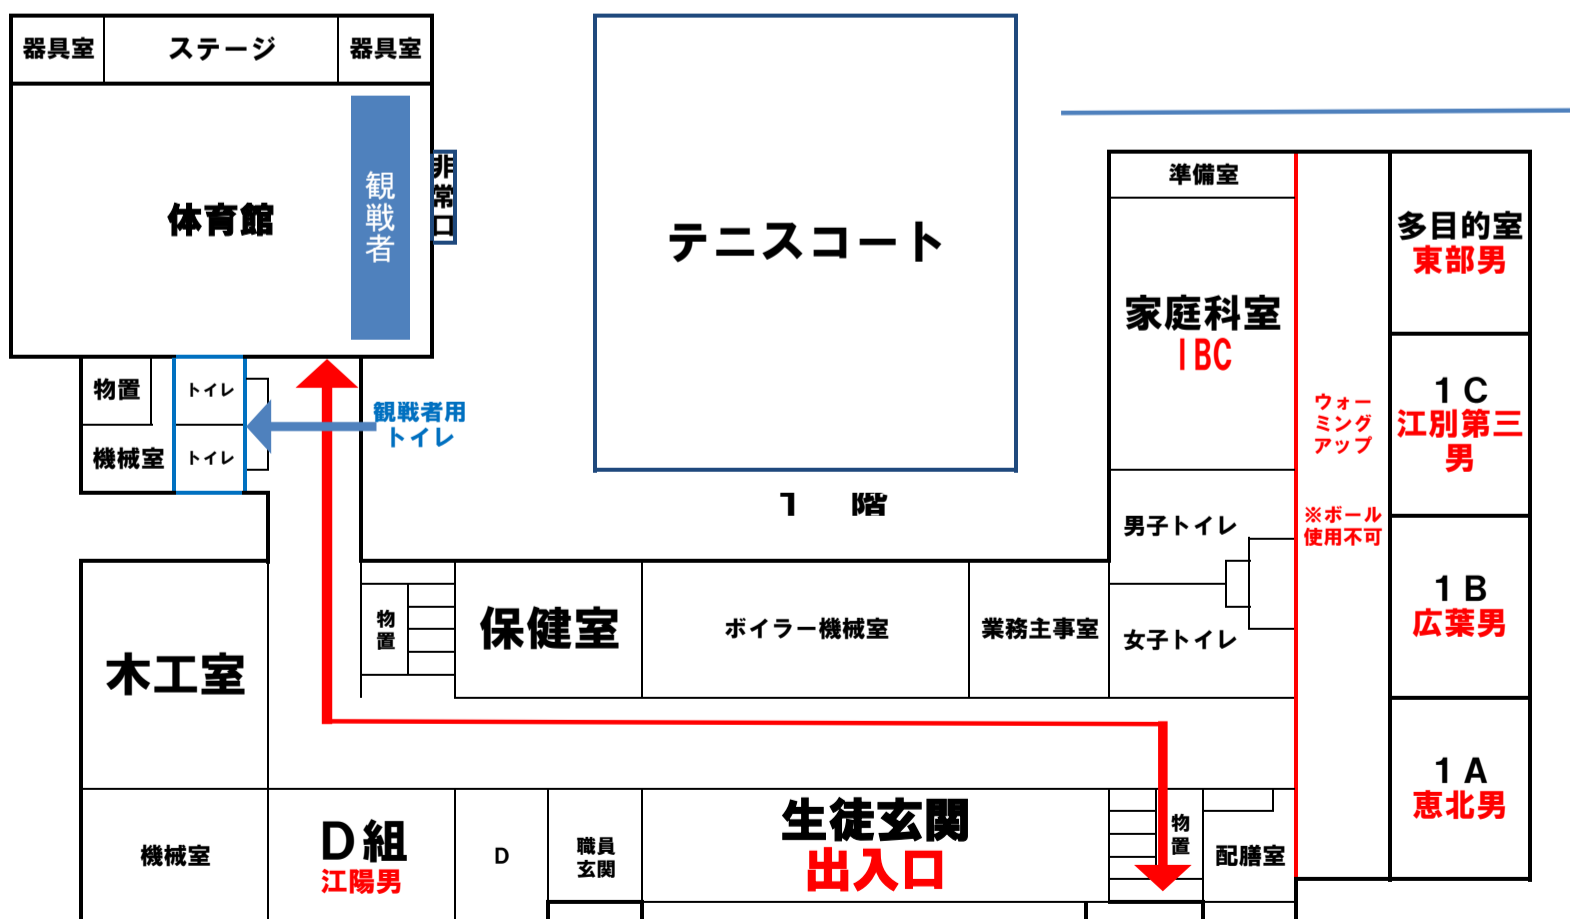 器具室
ステージ
器具室
体育館
観戦者
非常口
テニスコート
準備室
家庭科室
IBC
多目的室
東部男
1C
江別第三
男
ウォー
ミング
アップ
※ボール
使用不可
1B
広葉男
1A
恵北男
物置
トイレ
機械室
トイレ
観戦者用
トイレ
1 階
男子トイレ
女子トイレ
木工室
物
置
保健室
ボイラー機械室
業務主事室
機械室
D組
江陽男
D
職員
玄関
生徒玄関
出入口
物
置
配膳室